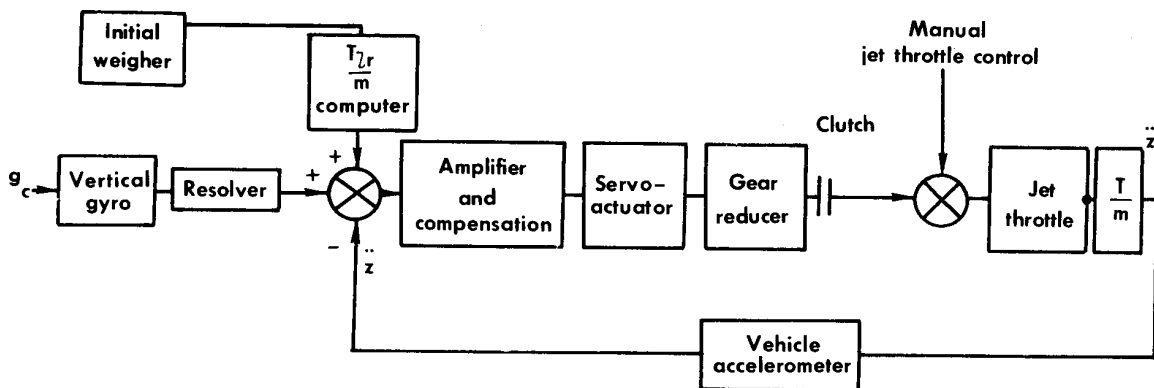 Initial
weigher
T_lr
m
computer
Manual
jet throttle control
Clutch
z̈
g_c
Vertical
gyro
Resolver
+
+
−
z̈
Amplifier
and
compensation
Servo-
actuator
Gear
reducer
Jet
throttle
T
m
Vehicle
accelerometer